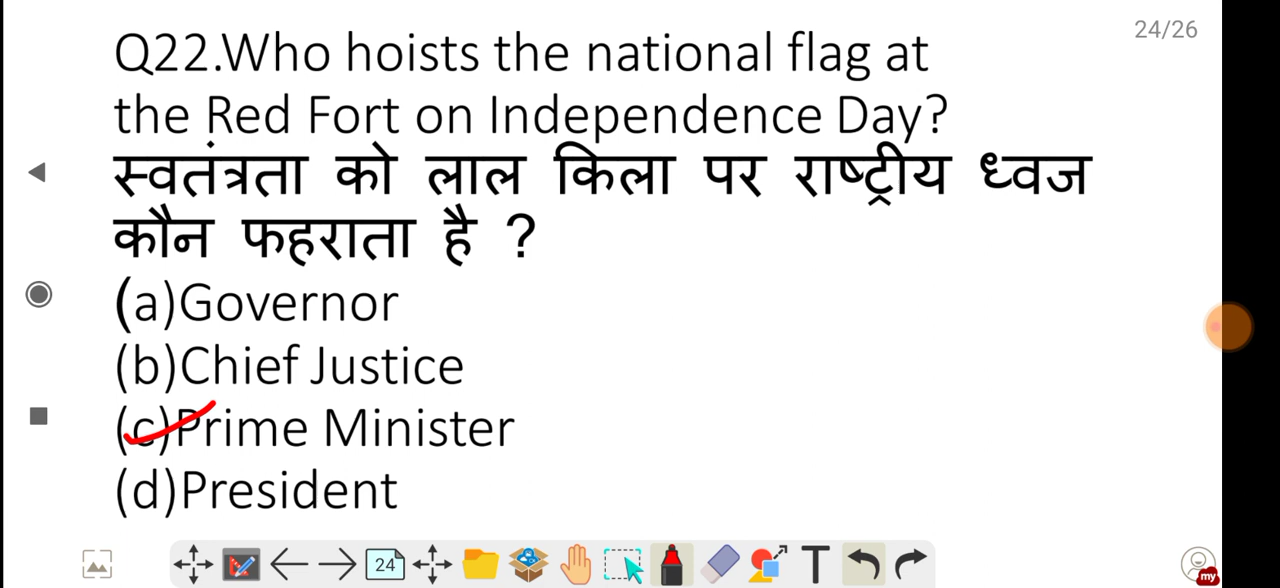 24/26
Q22.Who hoists the national flag at
the Red Fort on Independence Day?
स्वतंत्रता को लाल किला पर राष्ट्रीय ध्वज
कौन फहराता है ?
(a)Governor
(b)Chief Justice
(c)Prime Minister
(d)President
24
T
my